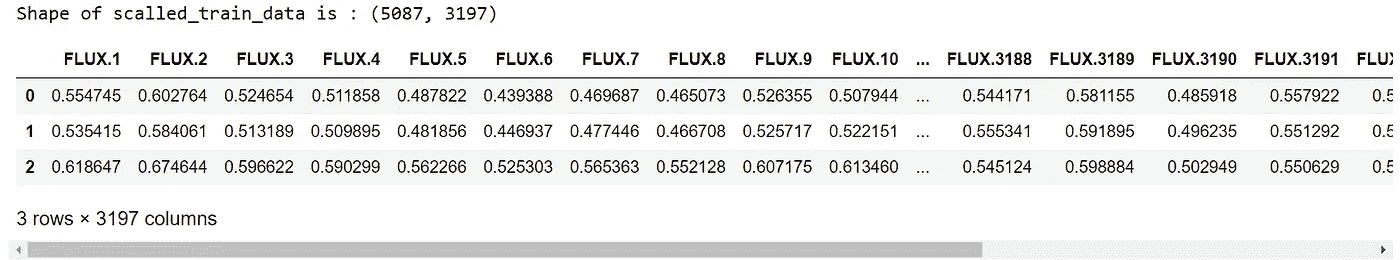 Shape of scalled_train_data is : (5087, 3197)
FLUX.1 FLUX.2 FLUX.3 FLUX.4 FLUX.5 FLUX.6 FLUX.7 FLUX.8 FLUX.9 FLUX.10 ... FLUX.3188 FLUX.3189 FLUX.3190 FLUX.3191
0 0.554745 0.602764 0.524654 0.511858 0.487822 0.439388 0.469687 0.465073 0.526355 0.507944 ... 0.544171 0.581155 0.485918 0.557922
1 0.535415 0.584061 0.513189 0.509895 0.481856 0.446937 0.477446 0.466708 0.525717 0.522151 ... 0.555341 0.591895 0.496235 0.551292
2 0.618647 0.674644 0.596622 0.590299 0.562266 0.525303 0.565363 0.552128 0.607175 0.613460 ... 0.545124 0.598884 0.502949 0.550629
3 rows × 3197 columns